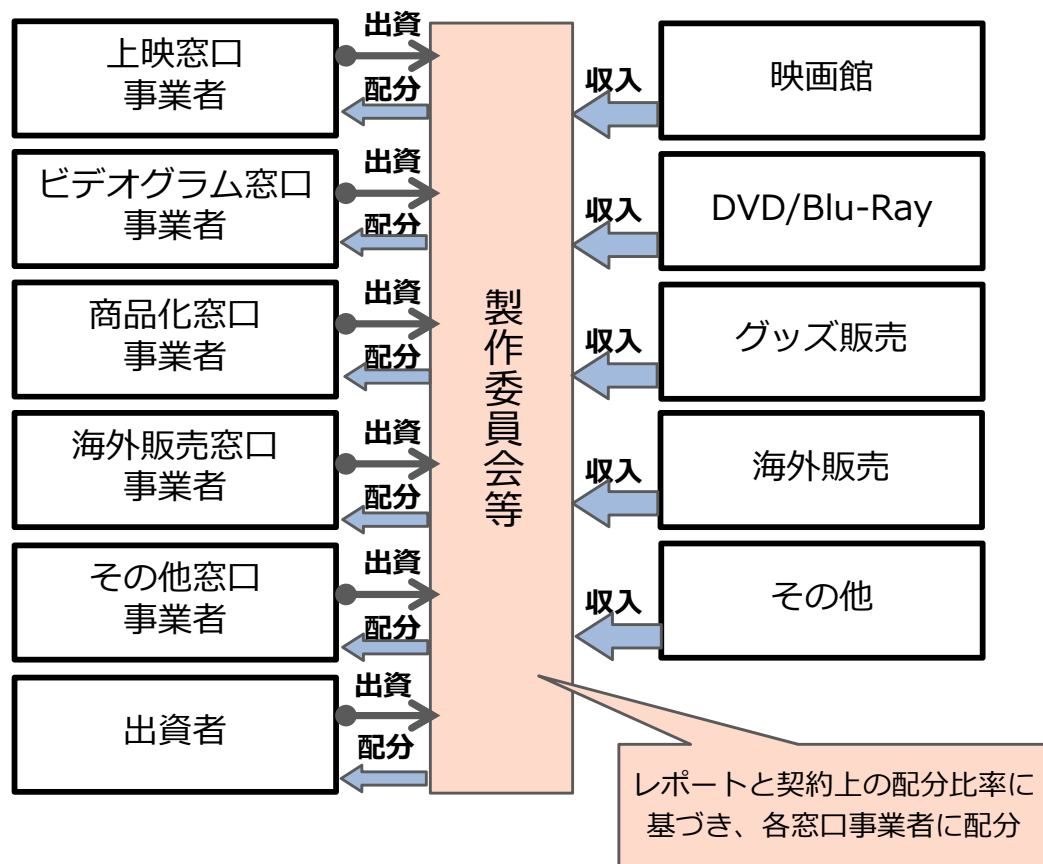 上映窓口
事業者
出資
配分
ビデオグラム窓口
事業者
出資
配分
商品化窓口
事業者
出資
配分
海外販売窓口
事業者
出資
配分
その他窓口
事業者
出資
配分
出資者
出資
配分
製作委員会等
収入
映画館
収入
DVD/Blu-Ray
収入
グッズ販売
収入
海外販売
収入
その他
レポートと契約上の配分比率に
基づき、各窓口事業者に配分